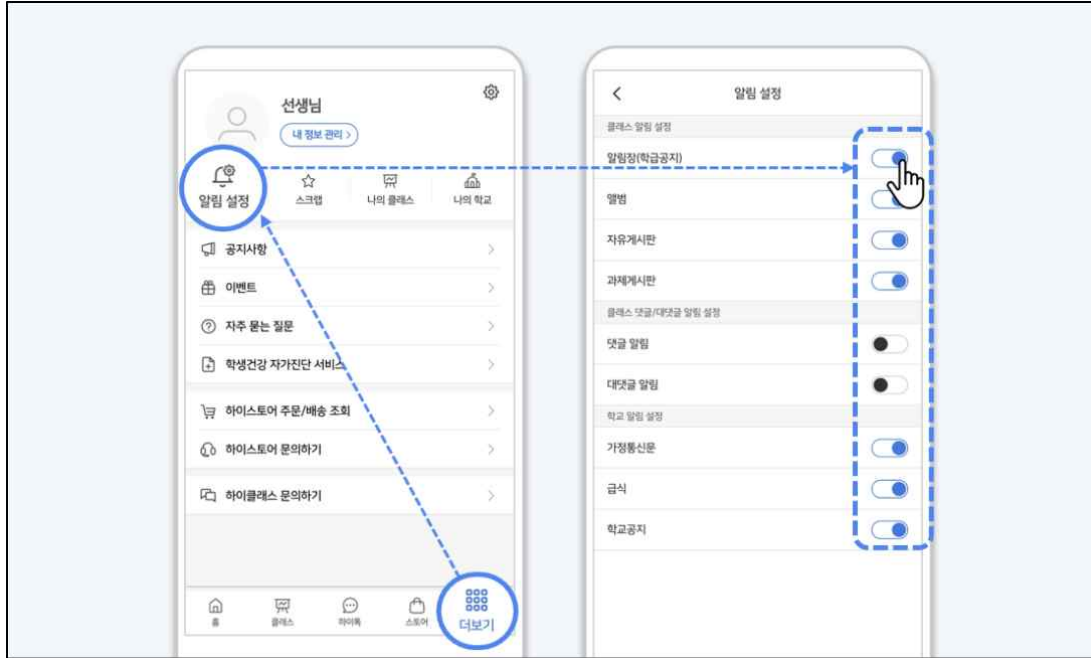 선생님
내 정보 관리 >
알림 설정
스크랩
나의 클래스
나의 학교
공지사항
이벤트
자주 묻는 질문
학생건강 자가진단 서비스
하이스토어 주문/배송 조회
하이스토어 문의하기
하이클래스 문의하기
홈
클래스
하이톡
스토어
더보기
알림 설정
클래스 알림 설정
알림장(학급공지)
앨범
자유게시판
과제게시판
클래스 댓글/대댓글 알림 설정
댓글 알림
대댓글 알림
학교 알림 설정
가정통신문
급식
학교공지